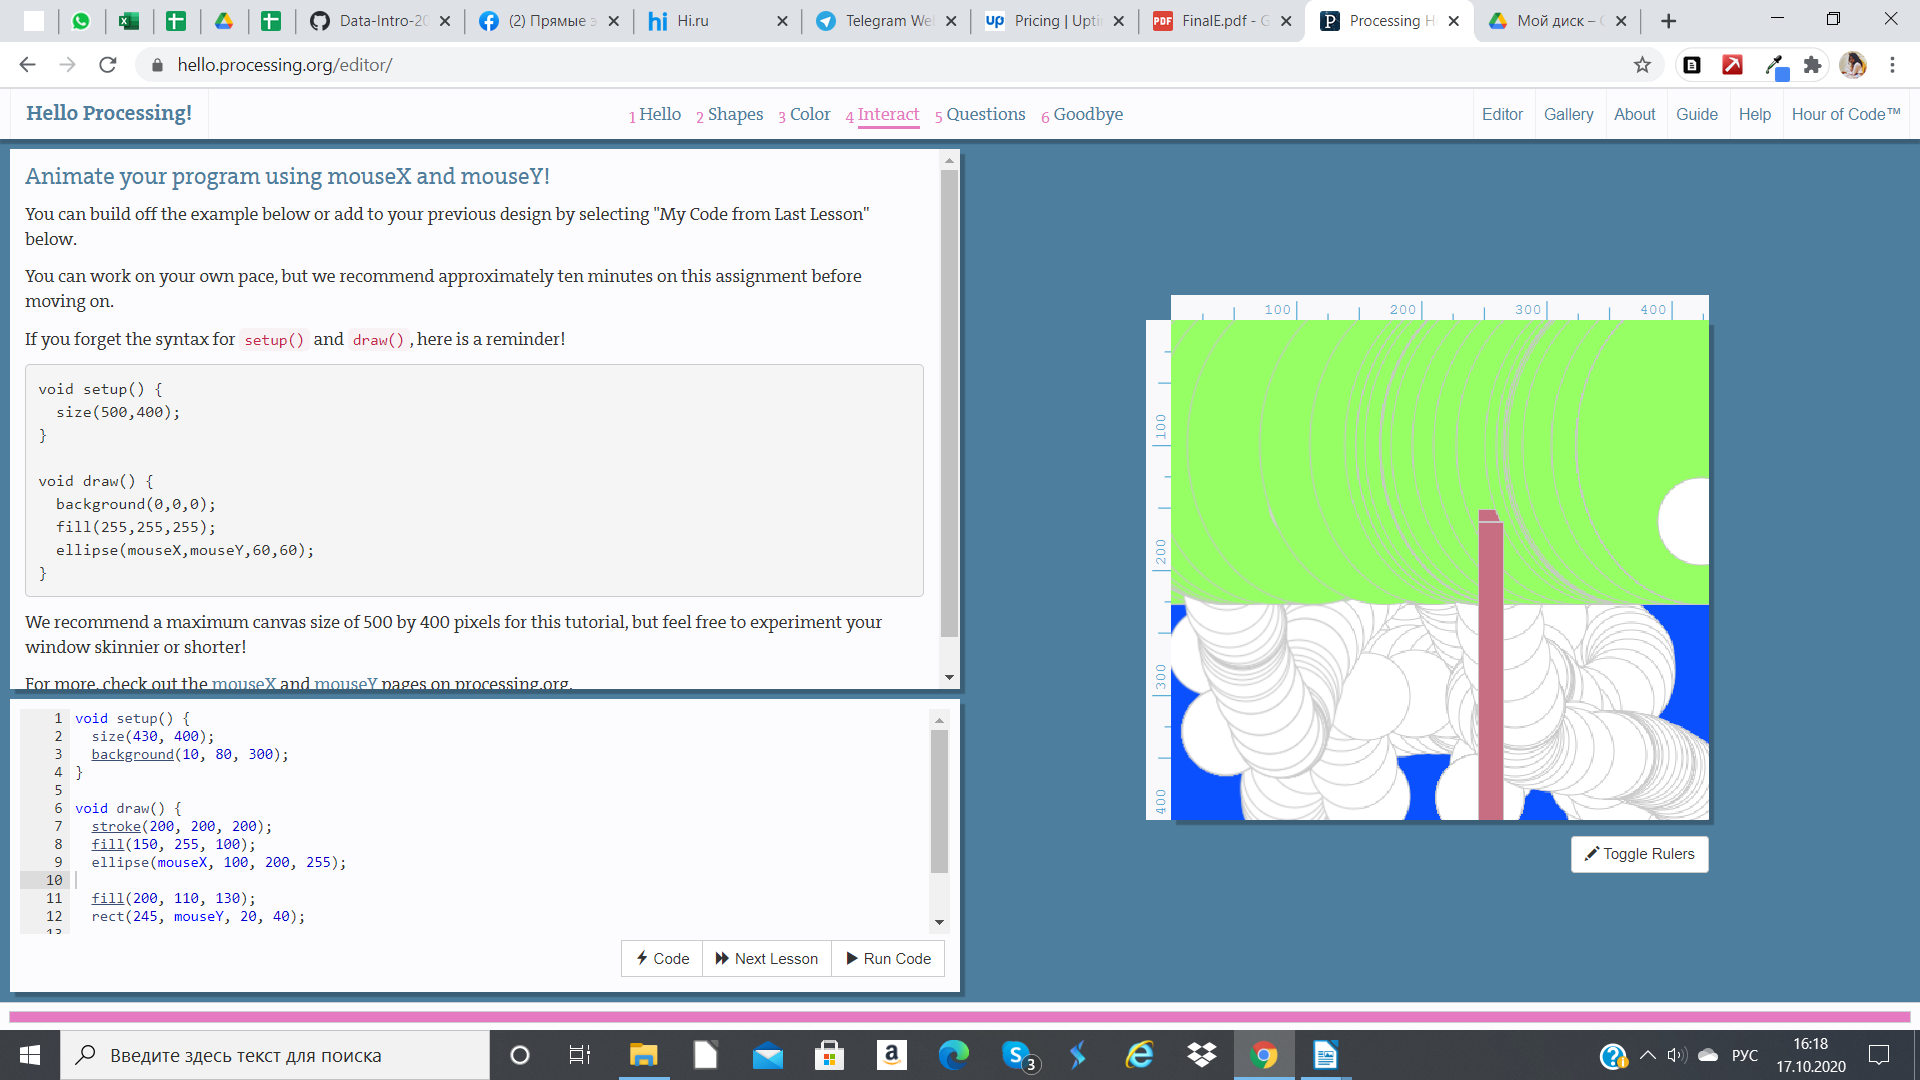 Data-Intro-20
(2) Прямые э
hi Hi.ru
Telegram We
up Pricing | Upti
PDF FinalE.pdf - G
Processing H
Мой диск – 
hello.processing.org/editor/
Hello Processing!
1 Hello 2 Shapes 3 Color 4 Interact 5 Questions 6 Goodbye
Editor Gallery About Guide Help Hour of Code™
Animate your program using mouseX and mouseY!
You can build off the example below or add to your previous design by selecting "My Code from Last Lesson"
below.
You can work on your own pace, but we recommend approximately ten minutes on this assignment before
moving on.
If you forget the syntax for setup() and draw() , here is a reminder!
void setup() {
size(500,400);
}
void draw() {
background(0,0,0);
fill(255,255,255);
ellipse(mouseX,mouseY,60,60);
}
We recommend a maximum canvas size of 500 by 400 pixels for this tutorial, but feel free to experiment your
window skinnier or shorter!
For more, check out the mouseX and mouseY pages on processing.org.
1 void setup() {
2 size(430, 400);
3 background(10, 80, 300);
4 }
5
6 void draw() {
7 stroke(200, 200, 200);
8 fill(150, 255, 100);
9 ellipse(mouseX, 100, 200, 255);
10
11 fill(200, 110, 130);
12 rect(245, mouseY, 20, 40);
13
Code Next Lesson Run Code
100 200 300 400
100
200
300
400
Toggle Rulers
Введите здесь текст для поиска
a
S 3
РУС
16:18
17.10.2020